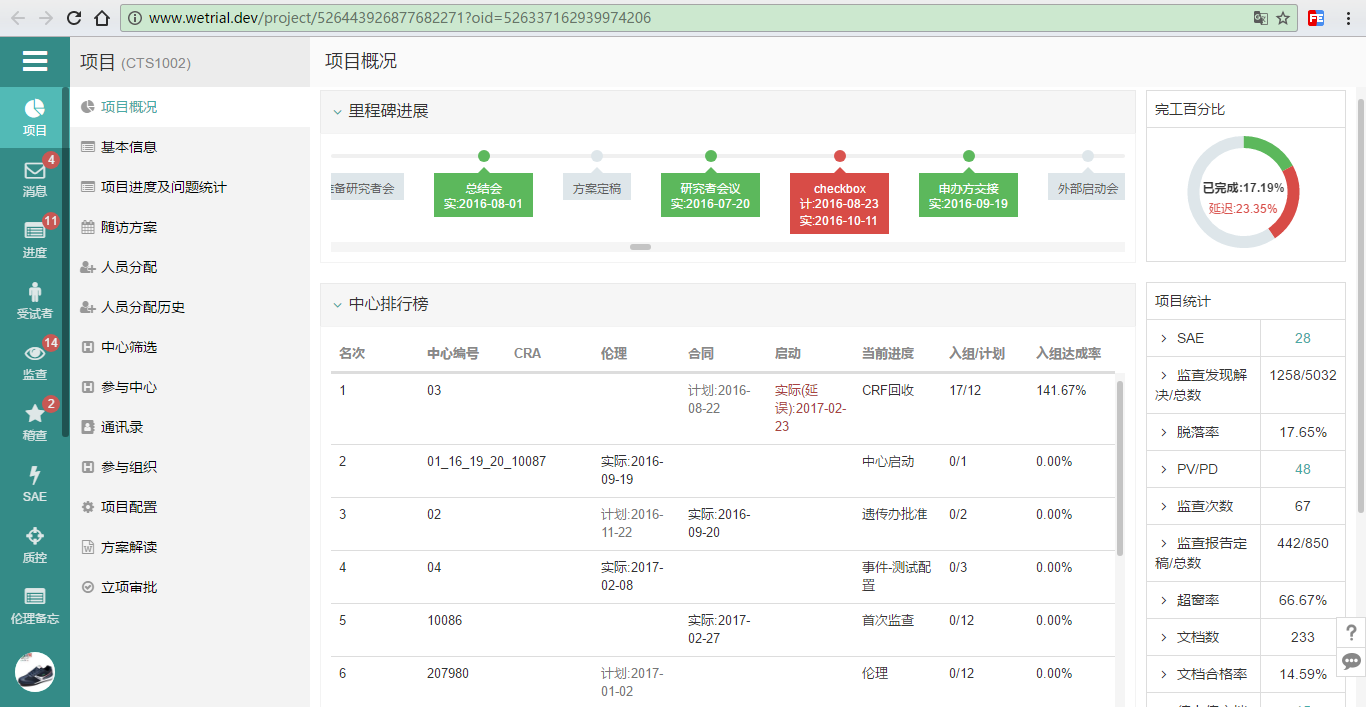 www.wetrial.dev/project/526443926877682271?oid=526337162939974206
项目
4
消息
11
进度
受试者
14
监查
2
稽查
SAE
质控
伦理备忘
项目 (CTS1002)
项目概况
基本信息
项目进度及问题统计
随访方案
人员分配
人员分配历史
中心筛选
参与中心
通讯录
参与组织
项目配置
方案解读
立项审批
项目概况
里程碑进展
备研究者会
总结会
实:2016-08-01
方案定稿
研究者会议
实:2016-07-20
checkbox
计:2016-08-23
实:2016-10-11
申办方交接
实:2016-09-19
外部启动会
中心排行榜
名次 中心编号 CRA 伦理 合同 启动 当前进度 入组/计划 入组达成率
1 03 计划:2016- 实际(延 CRF回收 17/12 141.67%
08-22 误):2017-02-
23
2 01_16_19_20_10087 实际:2016- 中心启动 0/1 0.00%
09-19
3 02 计划:2016- 实际:2016- 遗传办批准 0/2 0.00%
11-22 09-20
4 04 实际:2017- 事件-测试配 0/3 0.00%
02-08 置
5 10086 实际:2017- 首次监查 0/12 0.00%
02-27
6 207980 计划:2017- 伦理 0/12 0.00%
01-02
完工百分比
已完成:17.19%
延迟:23.35%
项目统计
SAE 28
监查发现解 1258/5032
决/总数
脱落率 17.65%
PV/PD 48
监查次数 67
监查报告定 442/850
稿/总数
超窗率 66.67%
文档数 233
文档合格率 14.59%